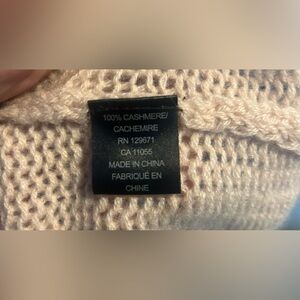 100% CASHMERE/
CACHEMIRE
RN 129671
CA 11055
MADE IN CHINA
FABRIQUÉ EN
CHINE